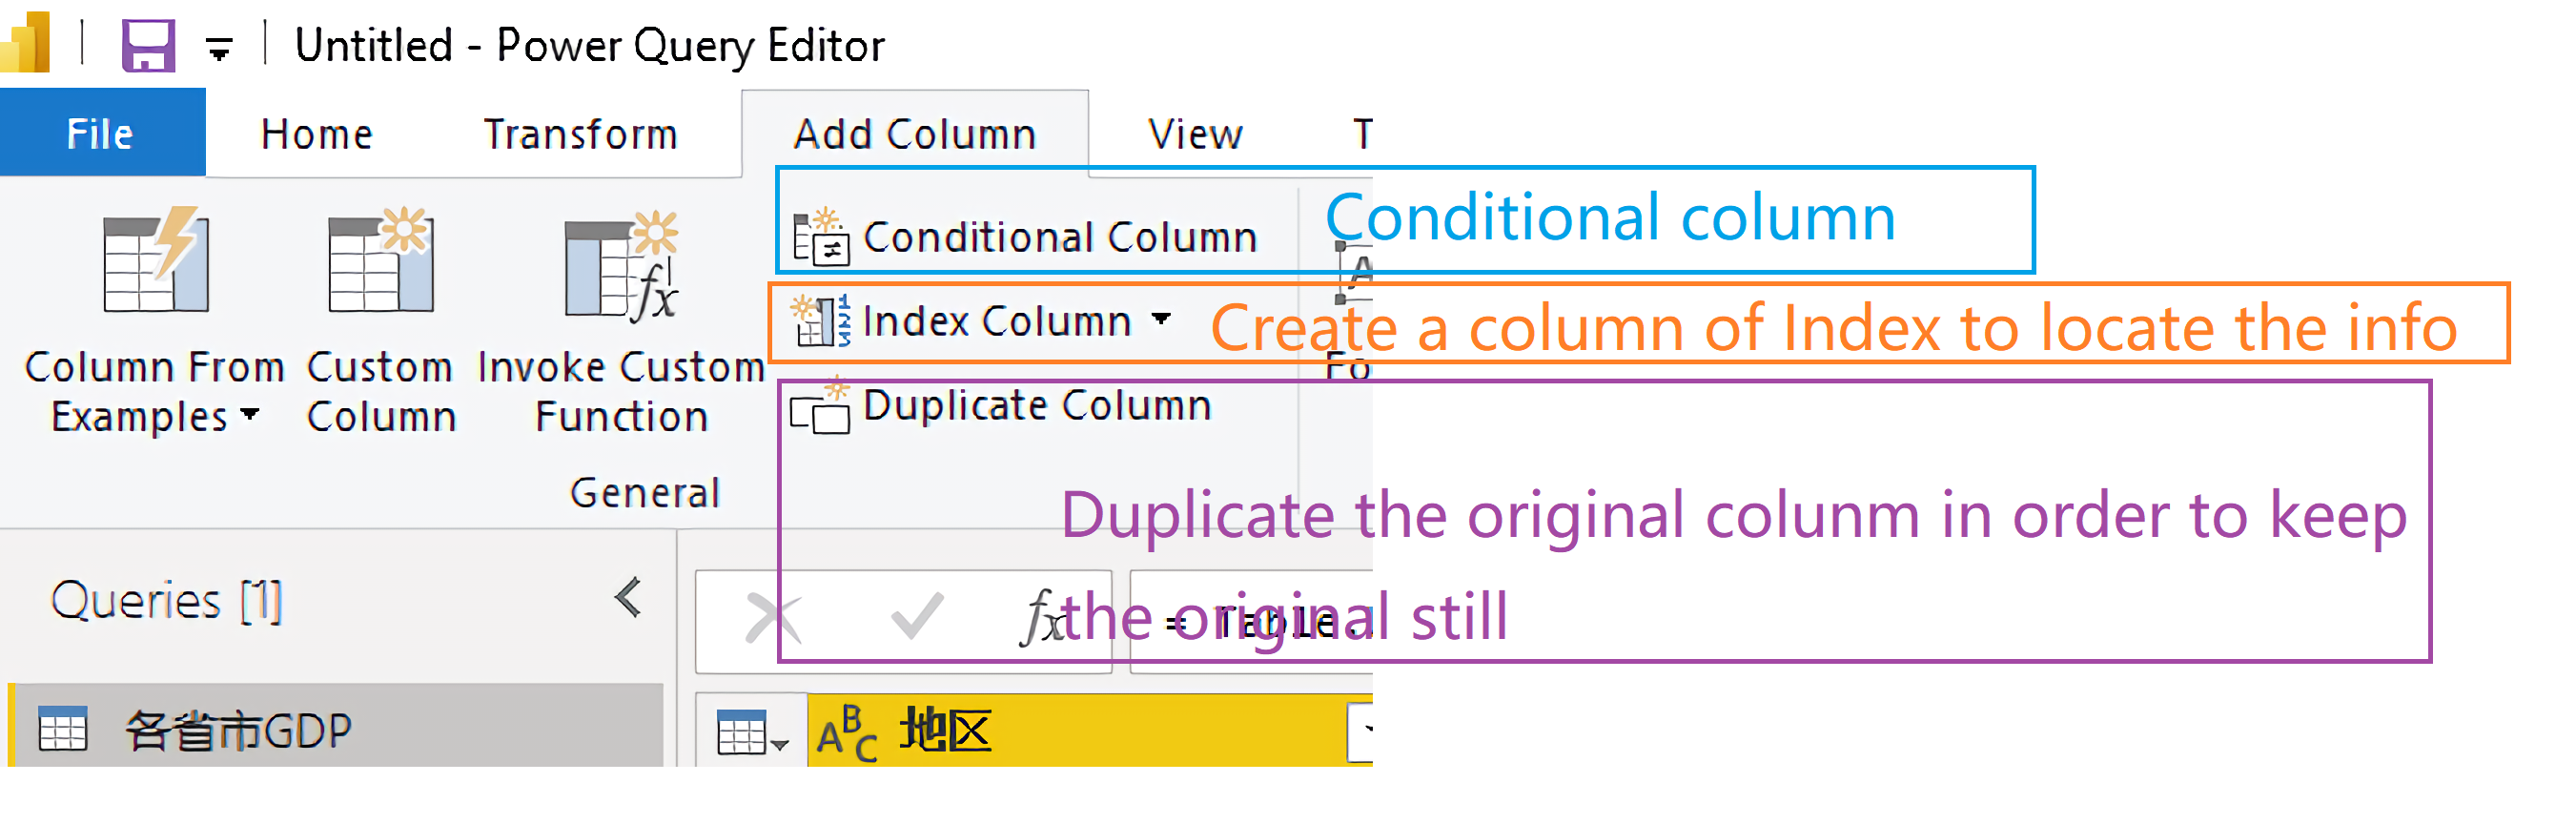 Untitled - Power Query Editor
File Home Transform Add Column View T
Conditional Column Conditional column
Index Column Create a column of Index to locate the info
Column From Examples
Custom Column
Invoke Custom Function
Duplicate Column
General
Duplicate the original colunm in order to keep
the original still
Queries [1]
fx = Table.
各省市GDP
ABC 地区